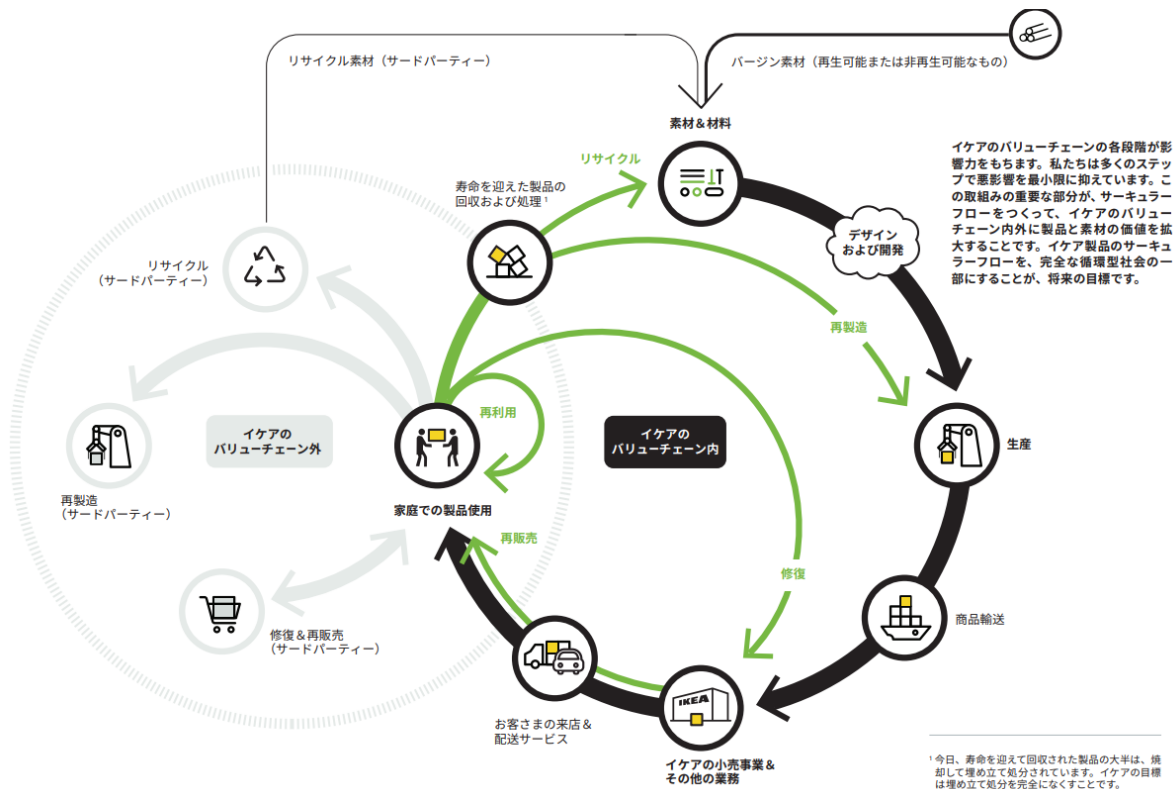 リサイクル素材（サードパーティー）
バージン素材（再生可能または非再生可能なもの）
素材＆材料
リサイクル
寿命を迎えた製品の
回収および処理¹
イケアのバリューチェーンの各段階が影
響力をもちます。私たちは多くのステッ
プで悪影響を最小限に抑えています。こ
の取組みの重要な部分が、サーキュラー
フローをつくって、イケアのバリュー
チェーン内外に製品と素材の価値を拡
大することです。イケア製品のサーキュ
ラーフローを、完全な循環型社会の一
部にすることが、将来の目標です。
デザイン
および開発
リサイクル
（サードパーティー）
再製造
再利用
イケアの
バリューチェーン外
イケアの
バリューチェーン内
生産
再製造
（サードパーティー）
家庭での製品使用
再販売
修復
商品輸送
修復＆再販売
（サードパーティー）
IKEA
お客さまの来店＆
配送サービス
イケアの小売事業＆
その他の業務
¹ 今日、寿命を迎えて回収された製品の大半は、焼
却して埋め立て処分されています。イケアの目標
は埋め立て処分を完全になくすことです。